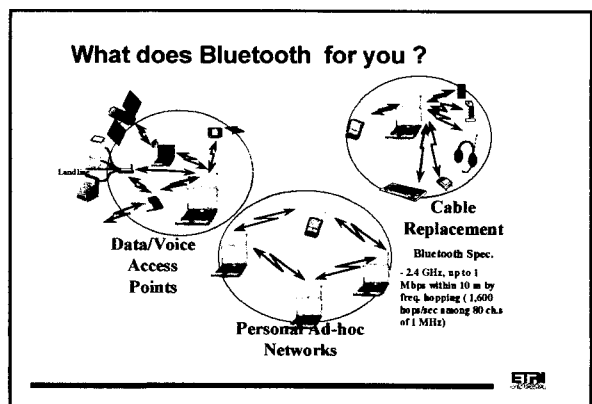 What does Bluetooth for you ?
Land line
Data/Voice
Access
Points
Personal Ad-hoc
Networks
Cable
Replacement
Bluetooth Spec.
- 2.4 GHz, up to 1
Mbps within 10 m by
freq. hopping ( 1,600
hops/sec among 80 ch.s
of 1 MHz)
ETRI